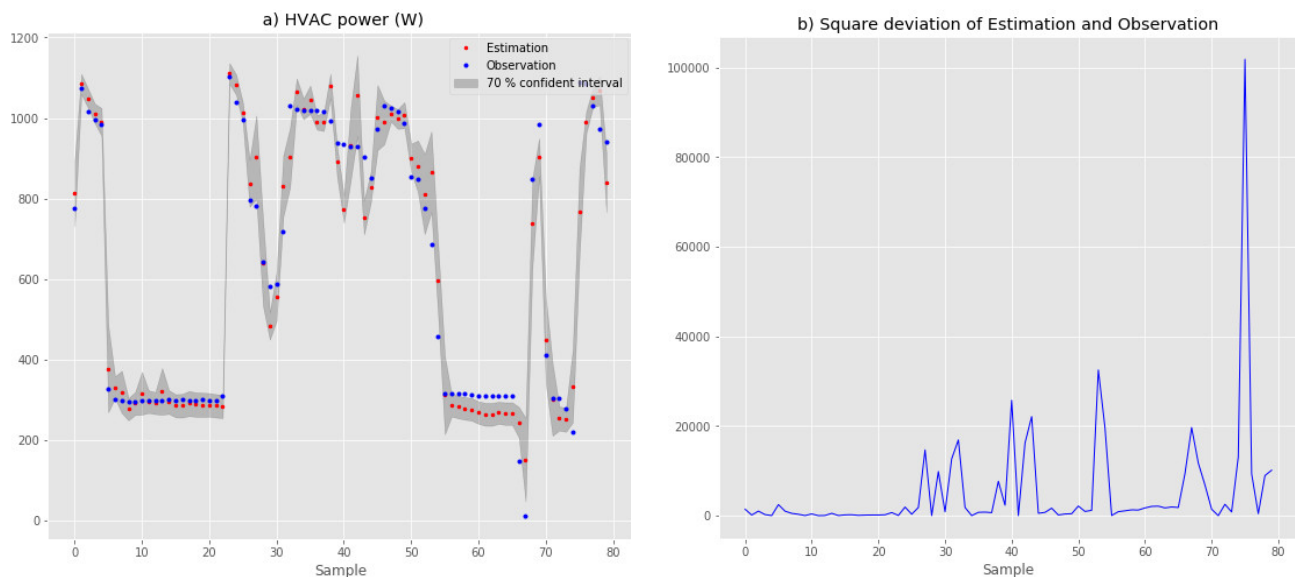 a) HVAC power (W)
1200
1000
800
600
400
200
0
0 10 20 30 40 50 60 70 80
Sample
Estimation
Observation
70 % confident interval
b) Square deviation of Estimation and Observation
100000
80000
60000
40000
20000
0
0 10 20 30 40 50 60 70 80
Sample